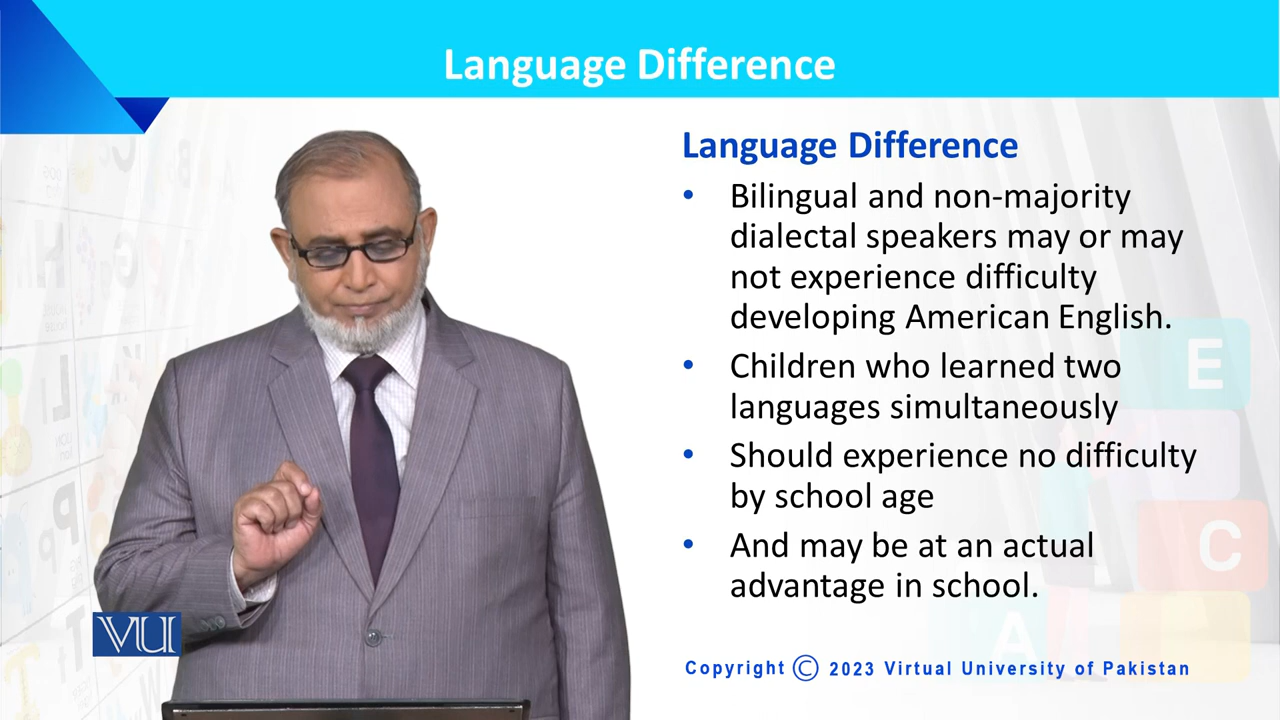 Language Difference
Language Difference
• Bilingual and non-majority
dialectal speakers may or may
not experience difficulty
developing American English.
• Children who learned two
languages simultaneously
• Should experience no difficulty
by school age
• And may be at an actual
advantage in school.
VU
Copyright © 2023 Virtual University of Pakistan
E
C
A